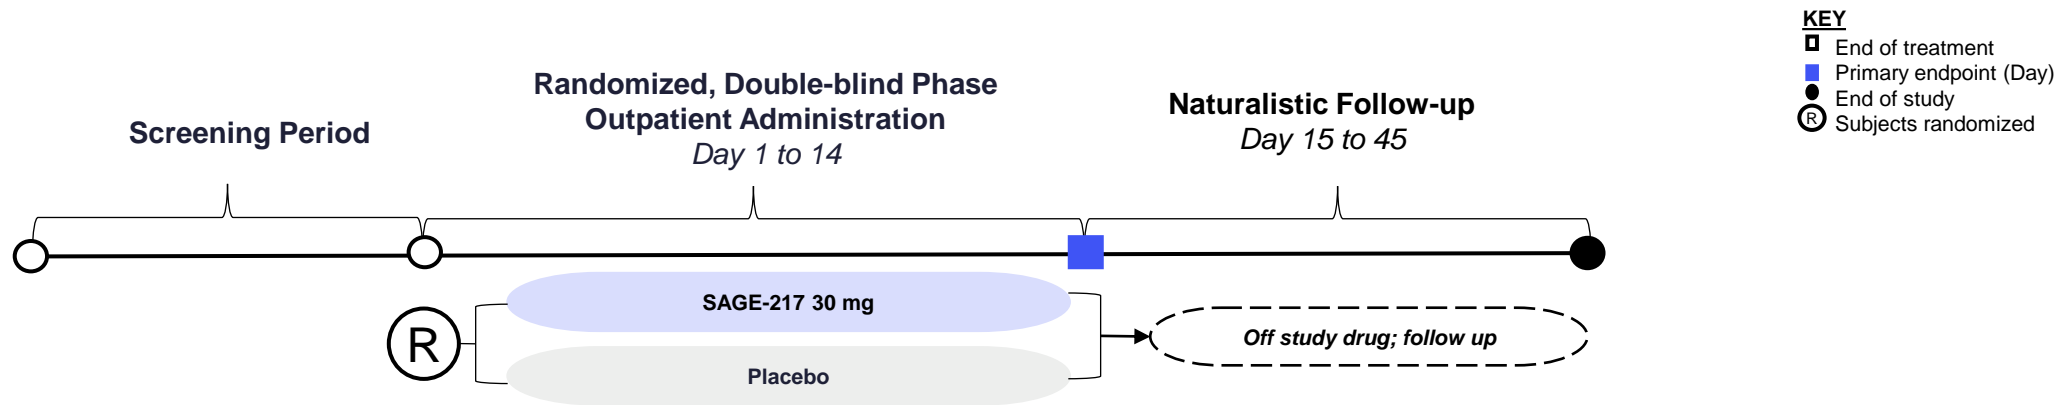 KEY
End of treatment
Primary endpoint (Day)
End of study
R Subjects randomized
Screening Period
Randomized, Double-blind Phase
Outpatient Administration
Day 1 to 14
Naturalistic Follow-up
Day 15 to 45
R
SAGE-217 30 mg
Placebo
Off study drug; follow up